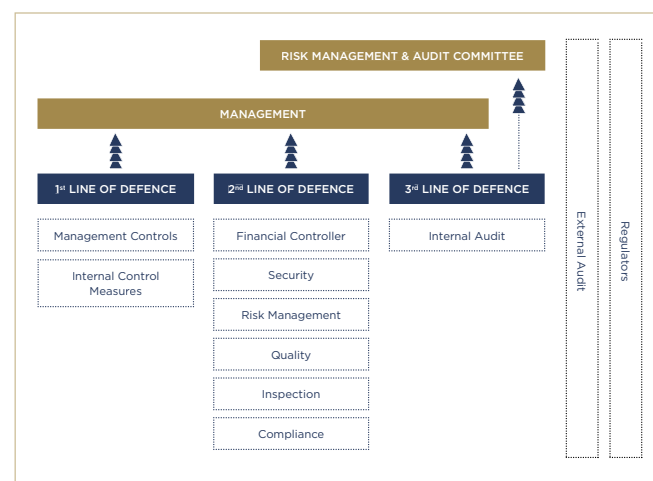 RISK MANAGEMENT & AUDIT COMMITTEE
MANAGEMENT
1st LINE OF DEFENCE
Management Controls
Internal Control
Measures
2nd LINE OF DEFENCE
Financial Controller
Security
Risk Management
Quality
Inspection
Compliance
3rd LINE OF DEFENCE
Internal Audit
External Audit
Regulators